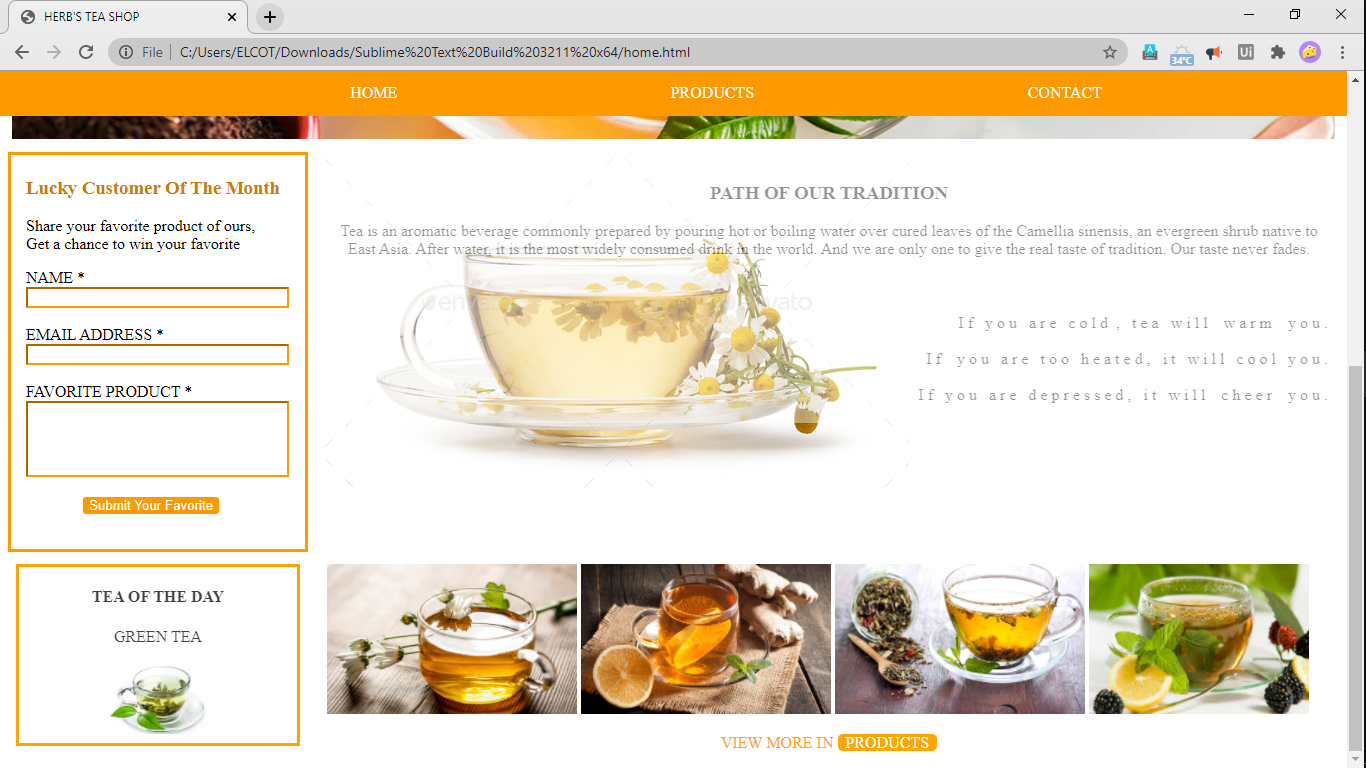 HERB'S TEA SHOP
File C:/Users/ELCOT/Downloads/Sublime%20Text%20Build%203211%20x64/home.html
34°C
Ui
HOME PRODUCTS CONTACT
Lucky Customer Of The Month
Share your favorite product of ours,
Get a chance to win your favorite
NAME *
EMAIL ADDRESS *
FAVORITE PRODUCT *
Submit Your Favorite
PATH OF OUR TRADITION
Tea is an aromatic beverage commonly prepared by pouring hot or boiling water over cured leaves of the Camellia sinensis, an evergreen shrub native to
East Asia. After water, it is the most widely consumed drink in the world. And we are only one to give the real taste of tradition. Our taste never fades.
If you are cold , tea will warm you.
If you are too heated, it will cool you.
If you are depressed, it will cheer you.
TEA OF THE DAY
GREEN TEA
VIEW MORE IN PRODUCTS